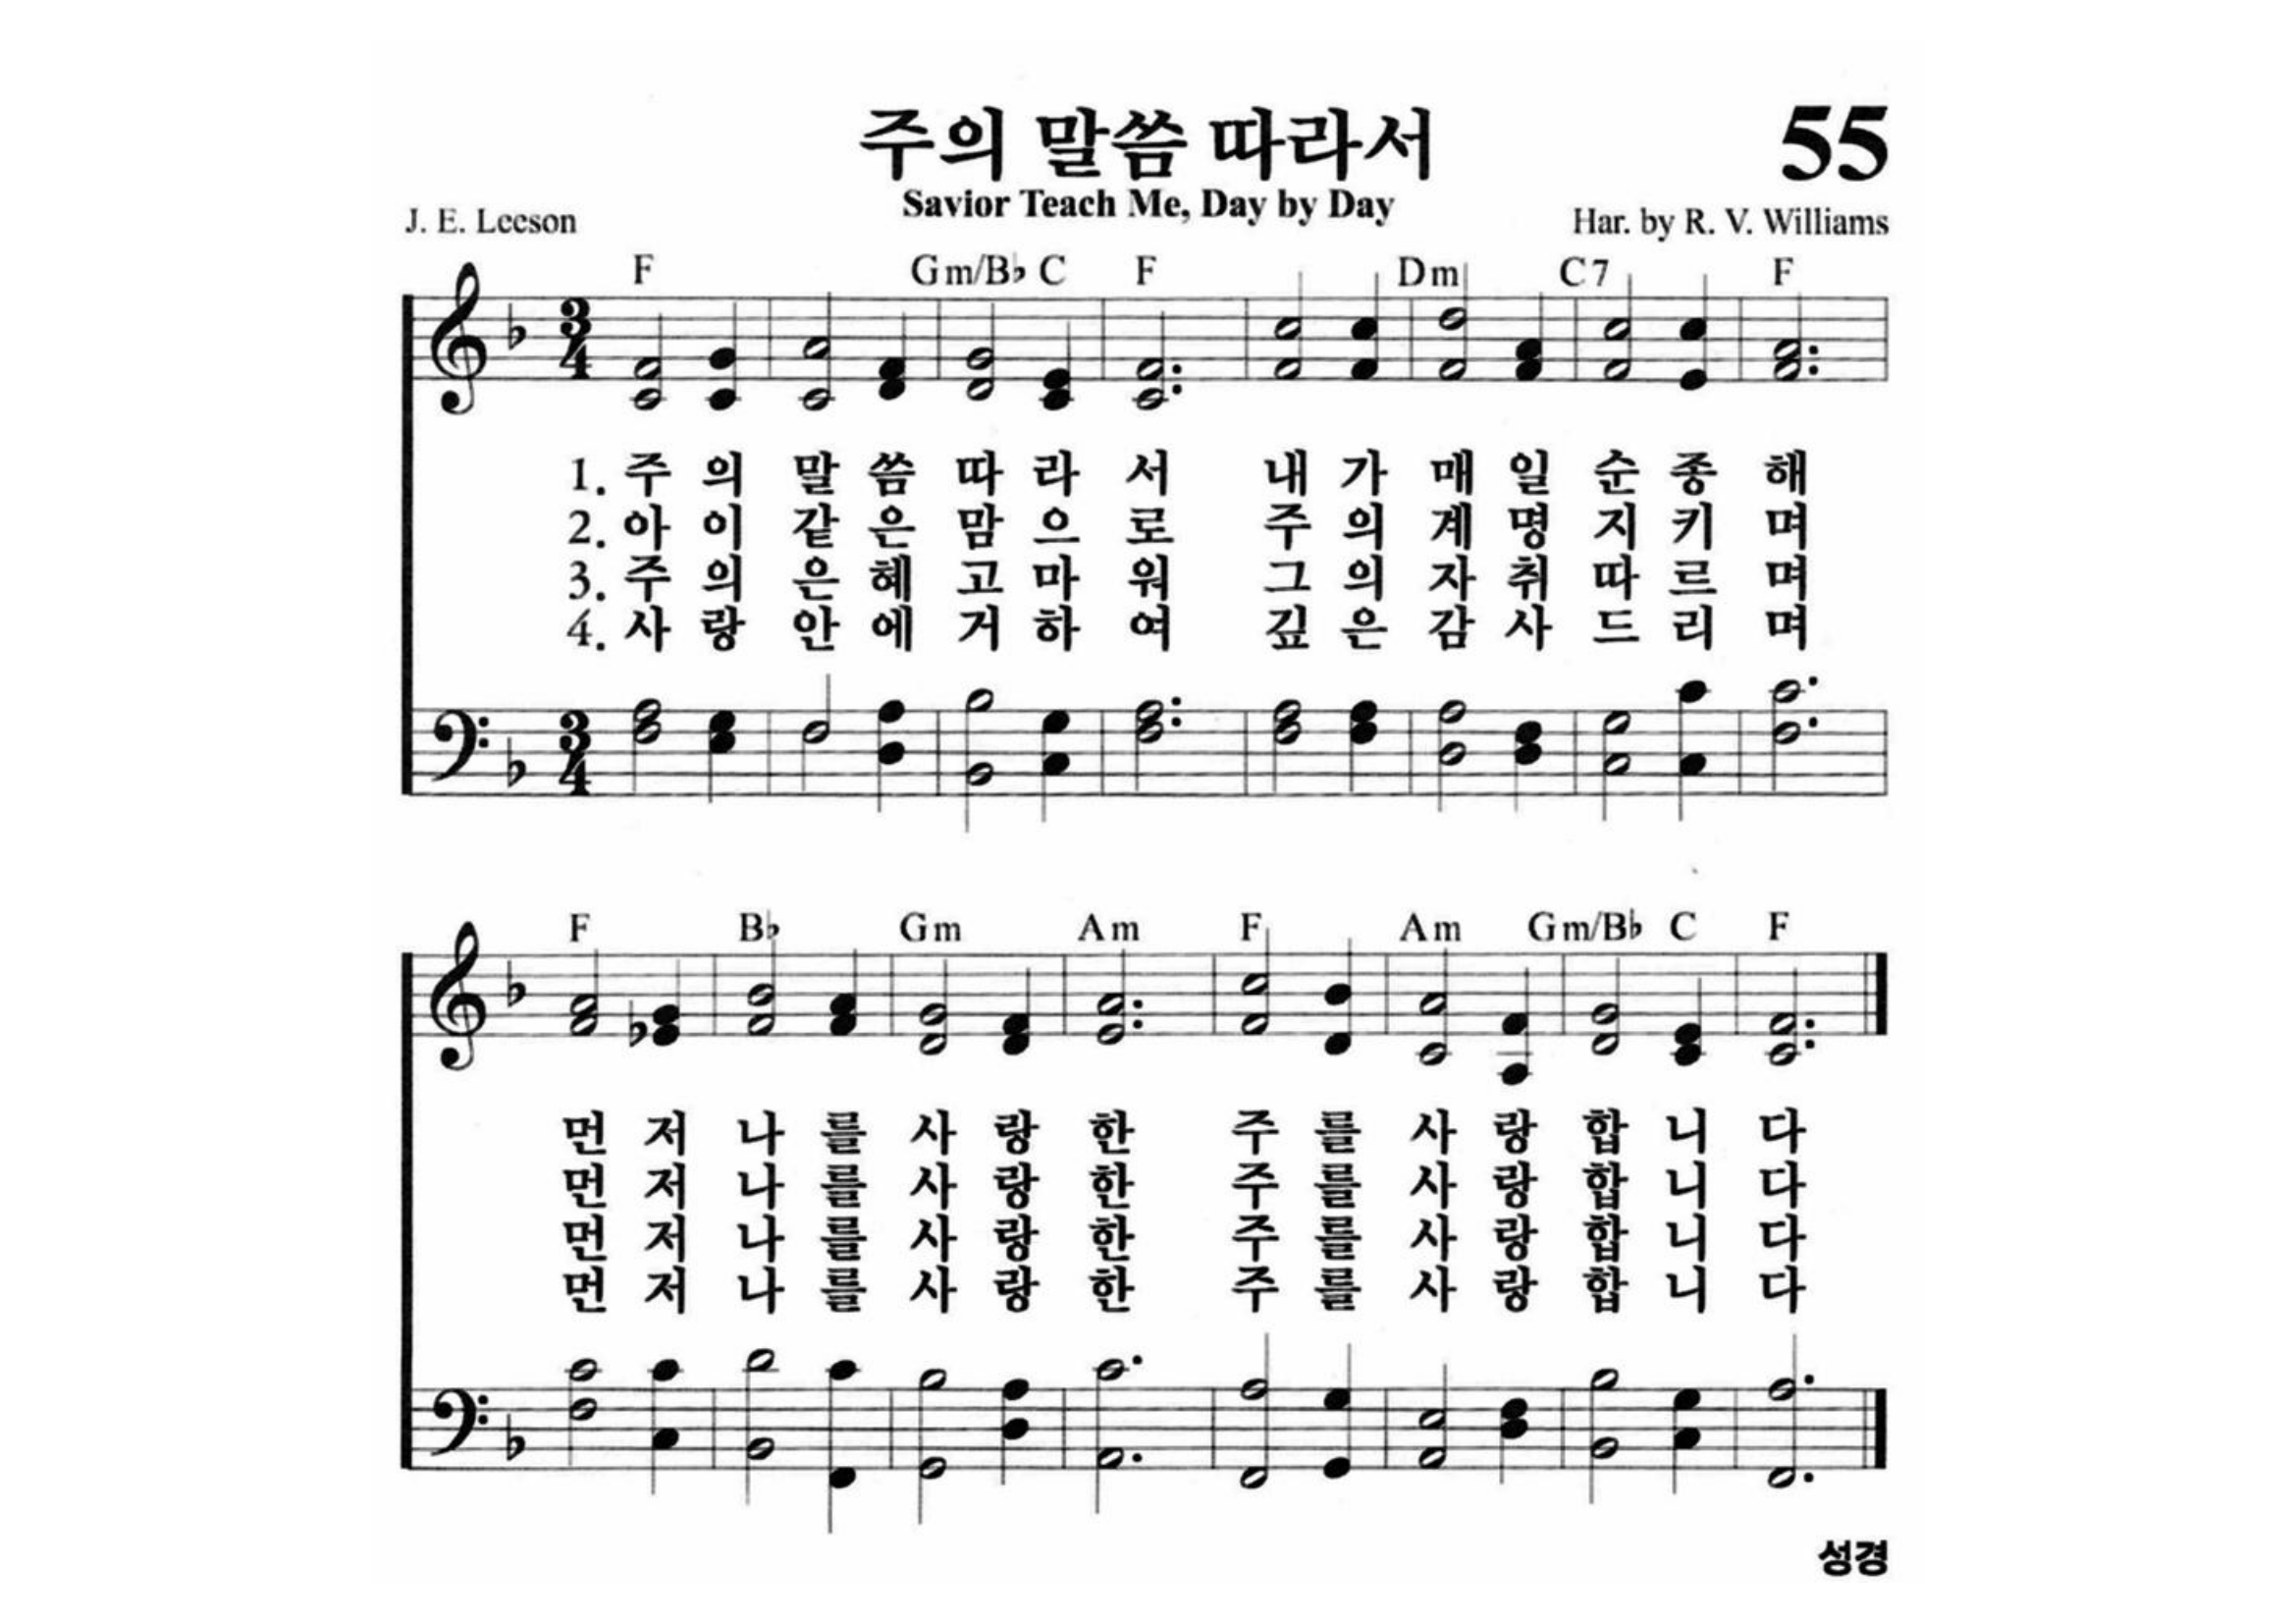 주의 말씀 따라서
55
Savior Teach Me, Day by Day
J. E. Leeson
Har. by R. V. Williams
F Gm/B♭ C F Dm C7 F
3 4
1. 주 의 말 씀 따 라 서 내 가 매 일 순 종 해
2. 아 이 같 은 맘 으 로 주 의 계 명 지 키 며
3. 주 의 은 혜 고 마 워 그 의 자 취 따 르 며
4. 사 랑 안 에 거 하 여 깊 은 감 사 드 리 며
3 4
F B♭ Gm Am F Am Gm/B♭ C F
먼 저 나 를 사 랑 한 주 를 사 랑 합 니 다
먼 저 나 를 사 랑 한 주 를 사 랑 합 니 다
먼 저 나 를 사 랑 한 주 를 사 랑 합 니 다
먼 저 나 를 사 랑 한 주 를 사 랑 합 니 다
성경